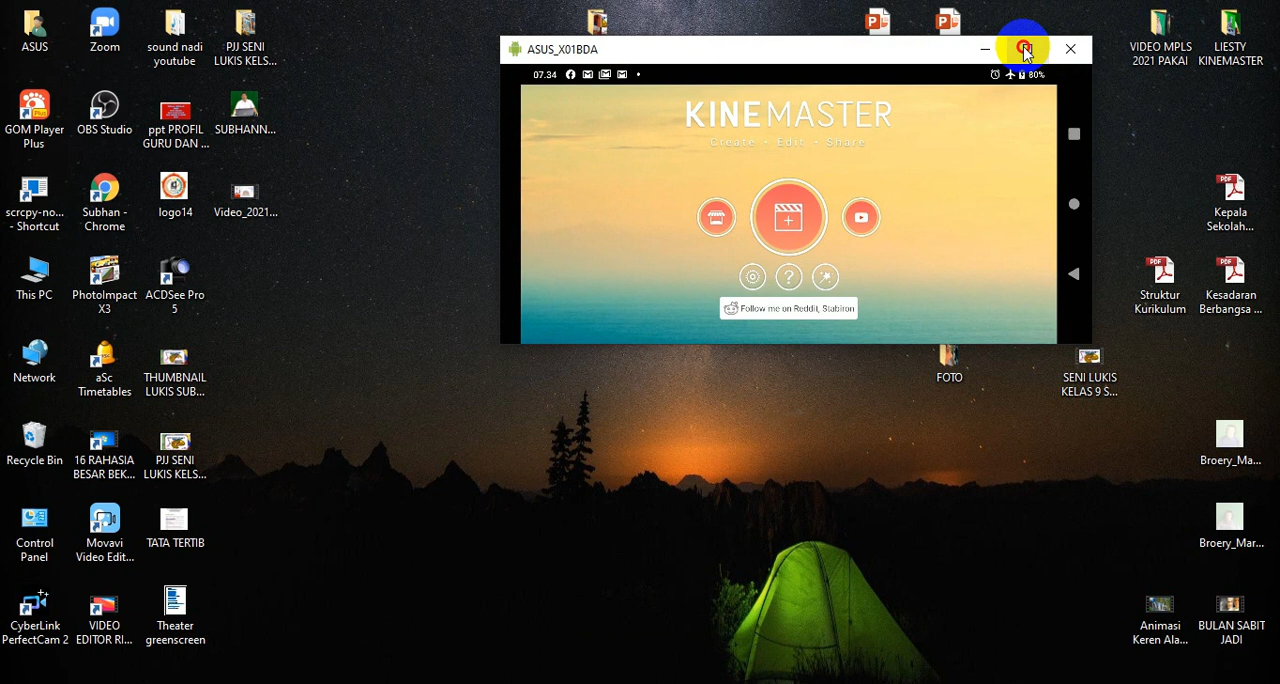 ASUS
Zoom
sound nadi
youtube
PJJ SENI
LUKIS KELS...
GOM Player
Plus
OBS Studio
ppt PROFIL
GURU DAN ...
SUBHANN...
scrcpy-no...
- Shortcut
Subhan -
Chrome
logo14
Video_2021...
This PC
PhotoImpact
X3
ACDSee Pro
5
Network
aSc
Timetables
THUMBNAIL
LUKIS SUB...
Recycle Bin
16 RAHASIA
BESAR BEK...
PJJ SENI
LUKIS KELS...
Control
Panel
Movavi
Video Edit...
TATA TERTIB
CyberLink
PerfectCam 2
VIDEO
EDITOR RI...
Theater
greenscreen
ASUS_X01BDA
07.34
80%
KINEMASTER
Create • Edit • Share
Follow me on Reddit, Stabiron
VIDEO MPLS
2021 PAKAI
LIESTY
KINEMASTER
PDF
Kepala
Sekolah...
PDF
Struktur
Kurikulum
PDF
Kesadaran
Berbangsa ...
FOTO
SENI LUKIS
KELAS 9 S...
Broery_Ma...
Broery_Mar...
Animasi
Keren Ala...
BULAN SABIT
JADI